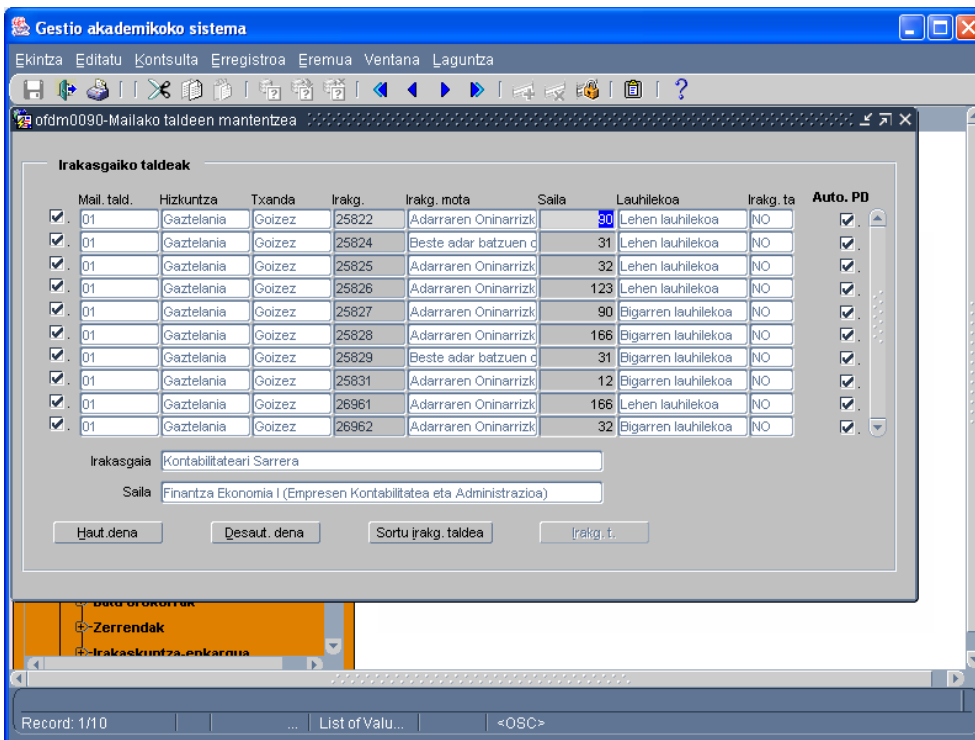 Gestio akademikoko sistema
Ekintza Editatu Kontsulta Erregistroa Eremua Ventana Laguntza
ofdm0090-Mailako taldeen mantentzea
Irakasgaiko taldeak
Mail. tald. Hizkuntza Txanda Irakg. Irakg. mota Saila Lauhilekoa Irakg. ta Auto. PD
01 Gaztelania Goizez 25822 Adarraren Oninarrizk 90 Lehen lauhilekoa NO
01 Gaztelania Goizez 25824 Beste adar batzuen o 31 Lehen lauhilekoa NO
01 Gaztelania Goizez 25825 Adarraren Oninarrizk 32 Lehen lauhilekoa NO
01 Gaztelania Goizez 25826 Adarraren Oninarrizk 123 Lehen lauhilekoa NO
01 Gaztelania Goizez 25827 Adarraren Oninarrizk 90 Bigarren lauhilekoa NO
01 Gaztelania Goizez 25828 Adarraren Oninarrizk 166 Bigarren lauhilekoa NO
01 Gaztelania Goizez 25829 Beste adar batzuen o 31 Bigarren lauhilekoa NO
01 Gaztelania Goizez 25831 Adarraren Oninarrizk 12 Bigarren lauhilekoa NO
01 Gaztelania Goizez 26961 Adarraren Oninarrizk 166 Lehen lauhilekoa NO
01 Gaztelania Goizez 26962 Adarraren Oninarrizk 32 Bigarren lauhilekoa NO
Irakasgaia Kontabilitateari Sarrera
Saila Finantza Ekonomia I (Empresen Kontabilitatea eta Administrazioa)
Haut.dena Desaut. dena Sortu irakg. taldea Irakg. t.
Zerrendak
Irakaskuntza-enkargua
Record: 1/10 ... List of Valu... <OSC>